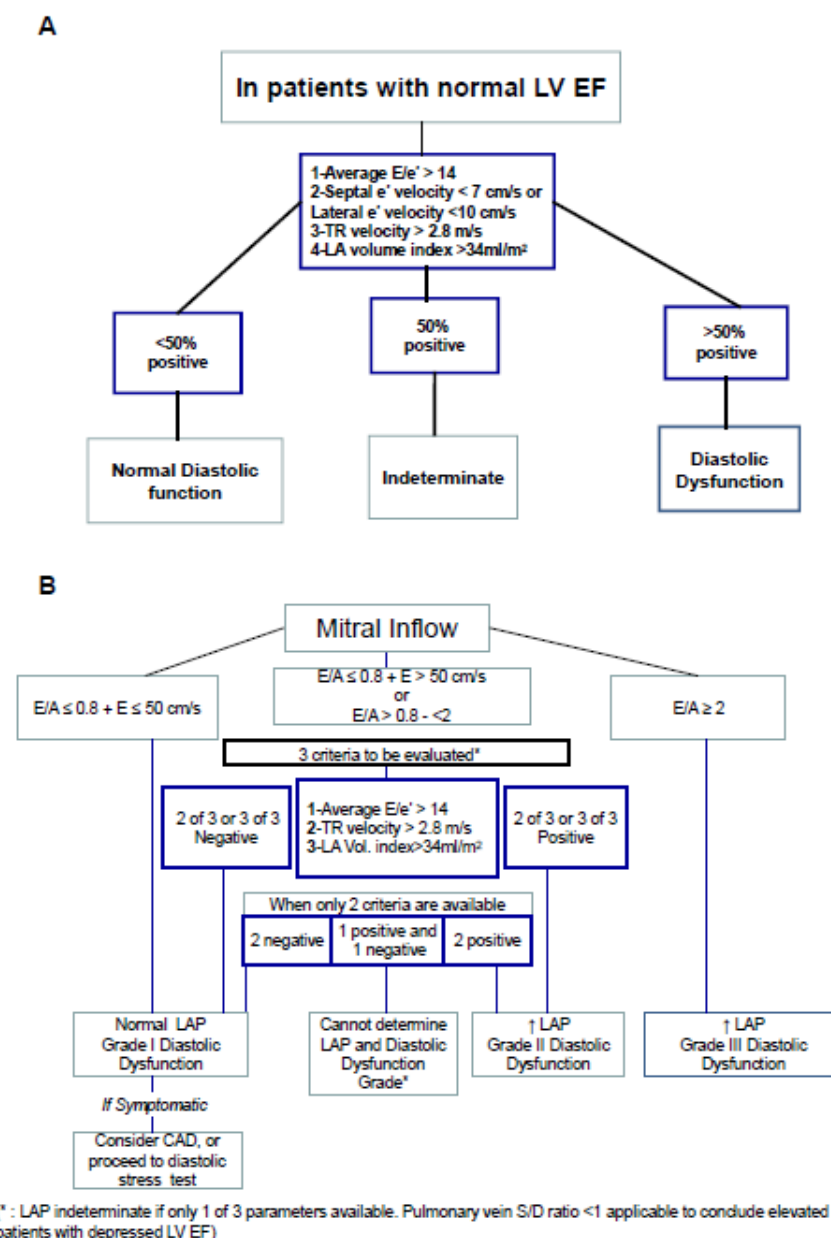 A
In patients with normal LV EF
1-Average E/e' > 14
2-Septal e' velocity < 7 cm/s or
Lateral e' velocity <10 cm/s
3-TR velocity > 2.8 m/s
4-LA volume index >34ml/m²
<50%
positive
50%
positive
>50%
positive
Normal Diastolic
function
Indeterminate
Diastolic
Dysfunction
B
Mitral Inflow
E/A ≤ 0.8 + E ≤ 50 cm/s
E/A ≤ 0.8 + E > 50 cm/s
or
E/A > 0.8 - <2
E/A ≥ 2
3 criteria to be evaluated*
2 of 3 or 3 of 3
Negative
1-Average E/e' > 14
2-TR velocity > 2.8 m/s
3-LA Vol. index>34ml/m²
2 of 3 or 3 of 3
Positive
When only 2 criteria are available
2 negative
1 positive and
1 negative
2 positive
Normal LAP
Grade I Diastolic
Dysfunction
Cannot determine
LAP and Diastolic
Dysfunction
Grade*
↑ LAP
Grade II Diastolic
Dysfunction
↑ LAP
Grade III Diastolic
Dysfunction
If Symptomatic
Consider CAD, or
proceed to diastolic
stress test
* : LAP indeterminate if only 1 of 3 parameters available. Pulmonary vein S/D ratio <1 applicable to conclude elevated
patients with depressed LV EF)